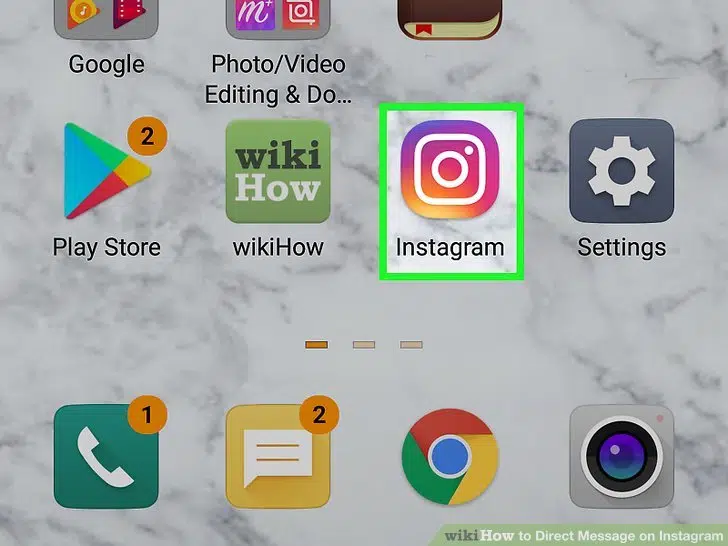 m+
Google
Photo/Video
Editing & Do...
2
wiki
How
Play Store
wikiHow
Instagram
Settings
1
2
wikiHow to Direct Message on Instagram